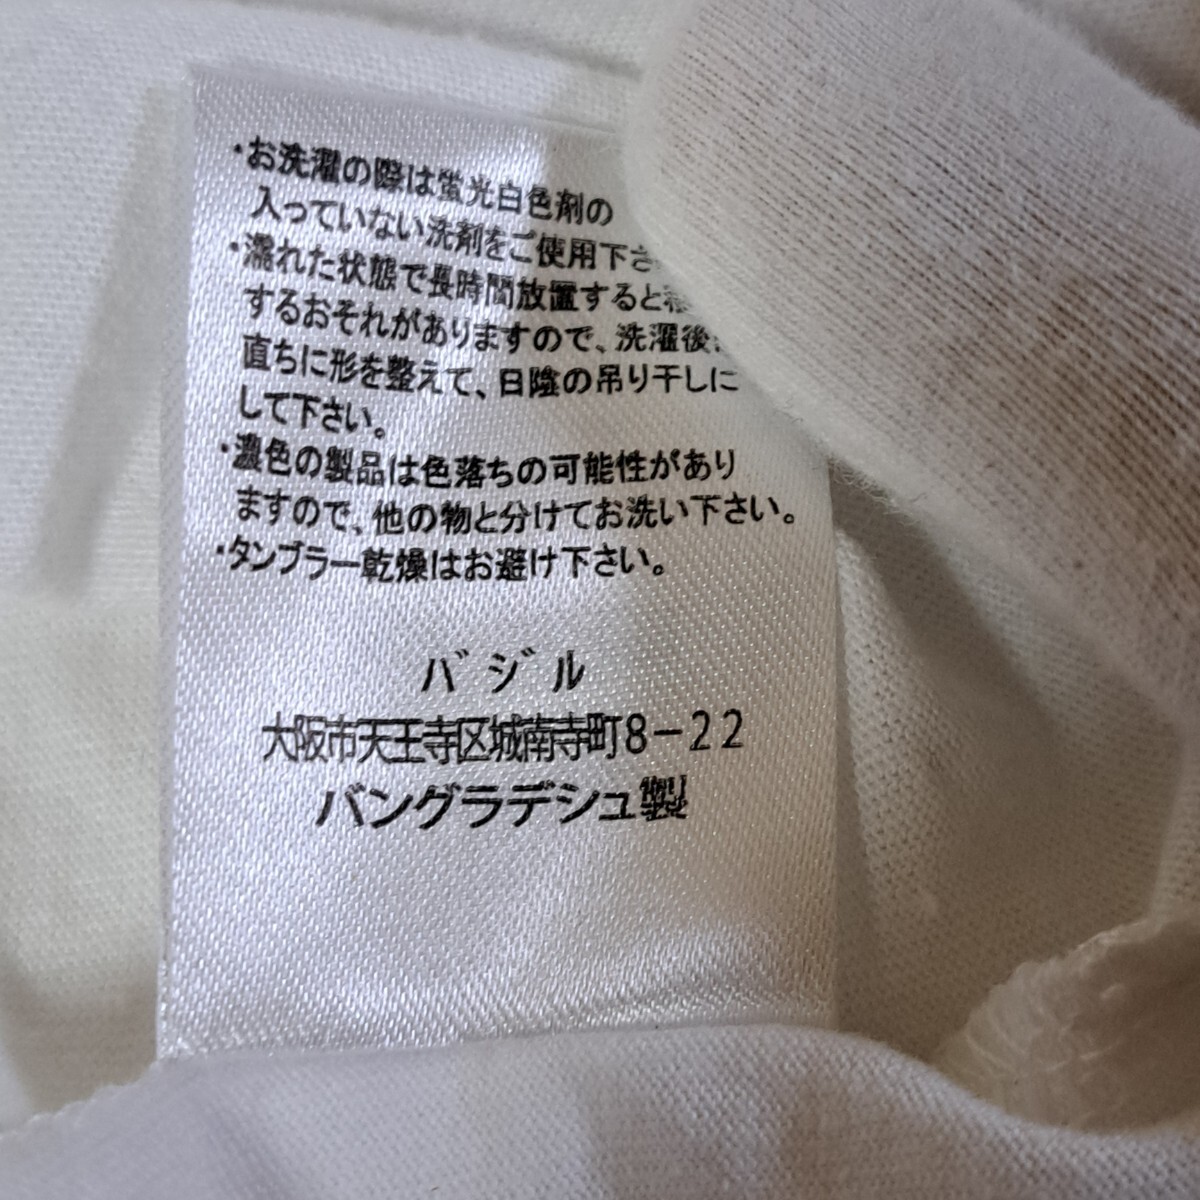 ・お洗濯の際は蛍光白色剤の
入っていない洗剤をご使用下さ
・濡れた状態で長時間放置すると
するおそれがありますので、洗濯後
直ちに形を整えて、日陰の吊り干しに
して下さい。
・濃色の製品は色落ちの可能性があり
ますので、他の物と分けてお洗い下さい。
・タンブラー乾燥はお避け下さい。
バジル
大阪市天王寺区城南寺町8-22
バングラデシュ製